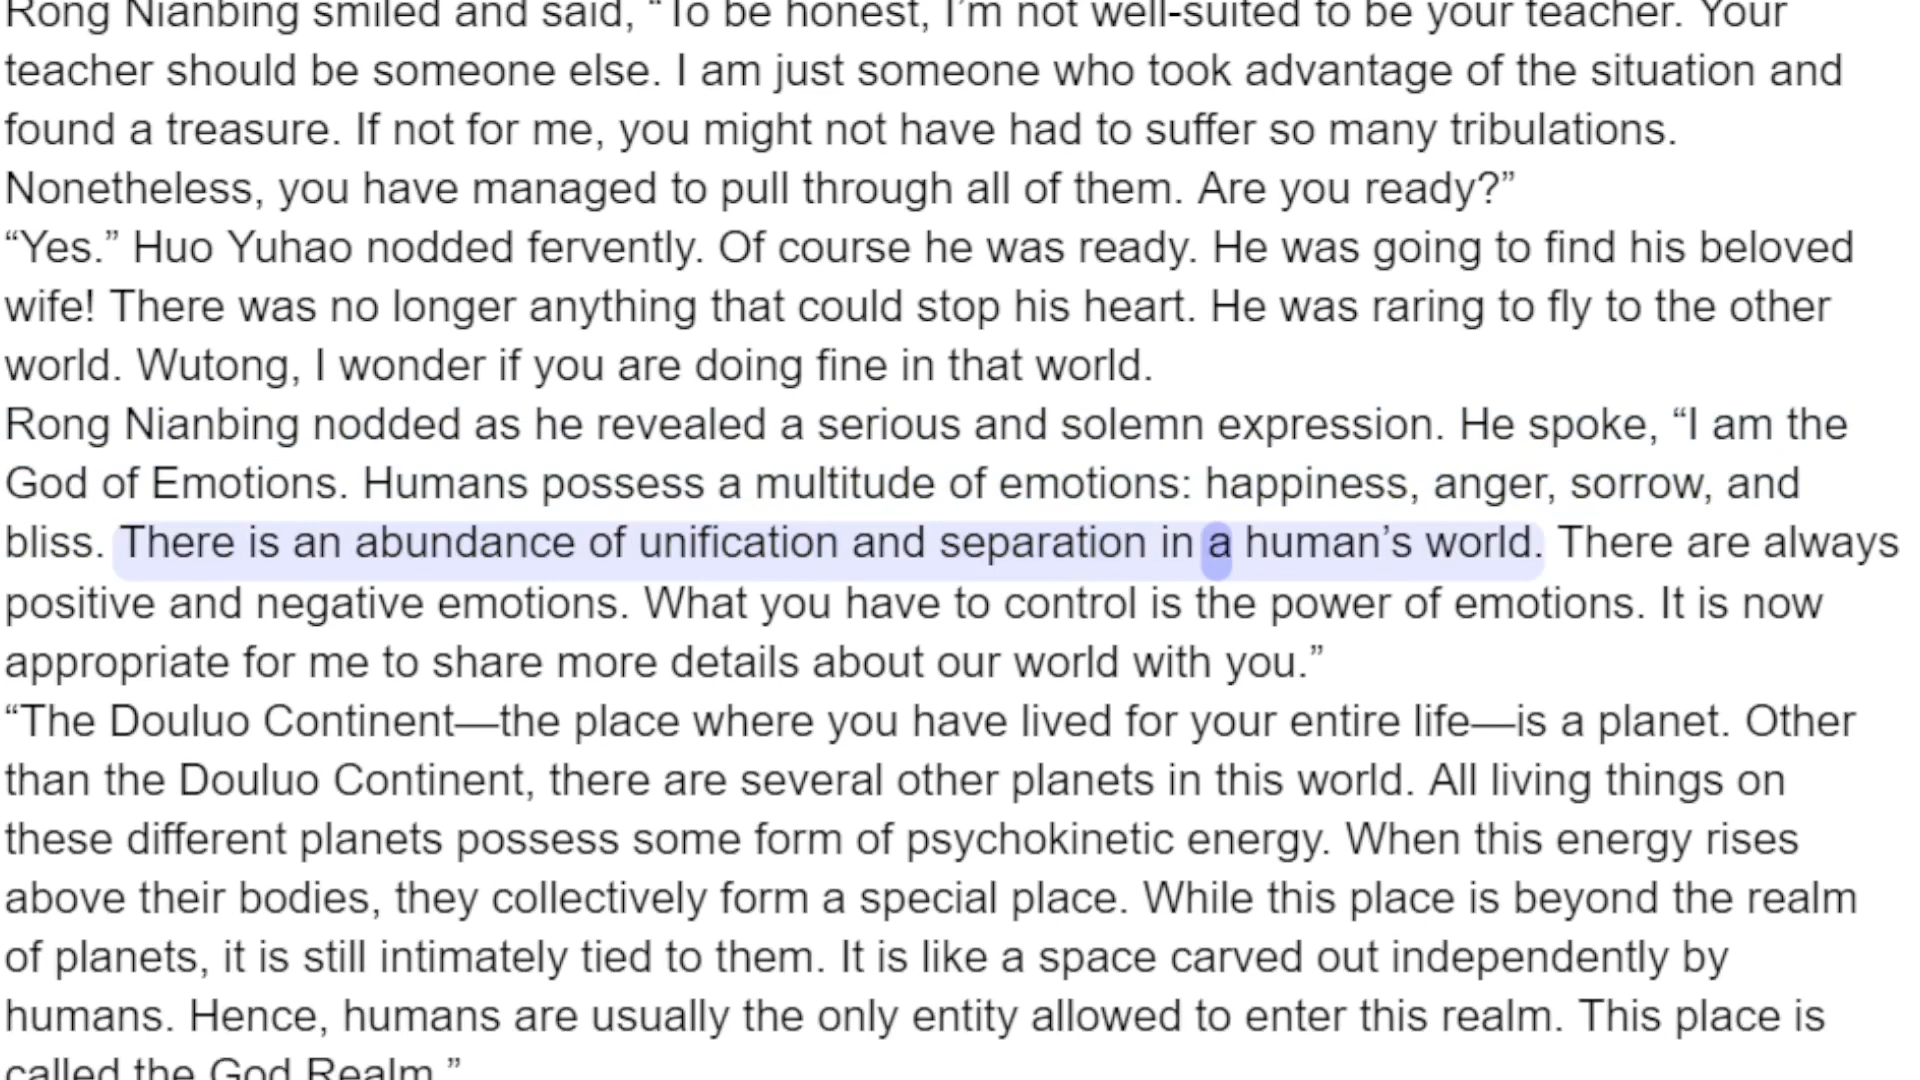 Rong Nianbing smiled and said, “To be honest, I’m not well-suited to be your teacher. Your
teacher should be someone else. I am just someone who took advantage of the situation and
found a treasure. If not for me, you might not have had to suffer so many tribulations.
Nonetheless, you have managed to pull through all of them. Are you ready?”
“Yes.” Huo Yuhao nodded fervently. Of course he was ready. He was going to find his beloved
wife! There was no longer anything that could stop his heart. He was raring to fly to the other
world. Wutong, I wonder if you are doing fine in that world.
Rong Nianbing nodded as he revealed a serious and solemn expression. He spoke, “I am the
God of Emotions. Humans possess a multitude of emotions: happiness, anger, sorrow, and
bliss. There is an abundance of unification and separation in a human’s world. There are always
positive and negative emotions. What you have to control is the power of emotions. It is now
appropriate for me to share more details about our world with you.”
“The Douluo Continent—the place where you have lived for your entire life—is a planet. Other
than the Douluo Continent, there are several other planets in this world. All living things on
these different planets possess some form of psychokinetic energy. When this energy rises
above their bodies, they collectively form a special place. While this place is beyond the realm
of planets, it is still intimately tied to them. It is like a space carved out independently by
humans. Hence, humans are usually the only entity allowed to enter this realm. This place is
called the God Realm.”